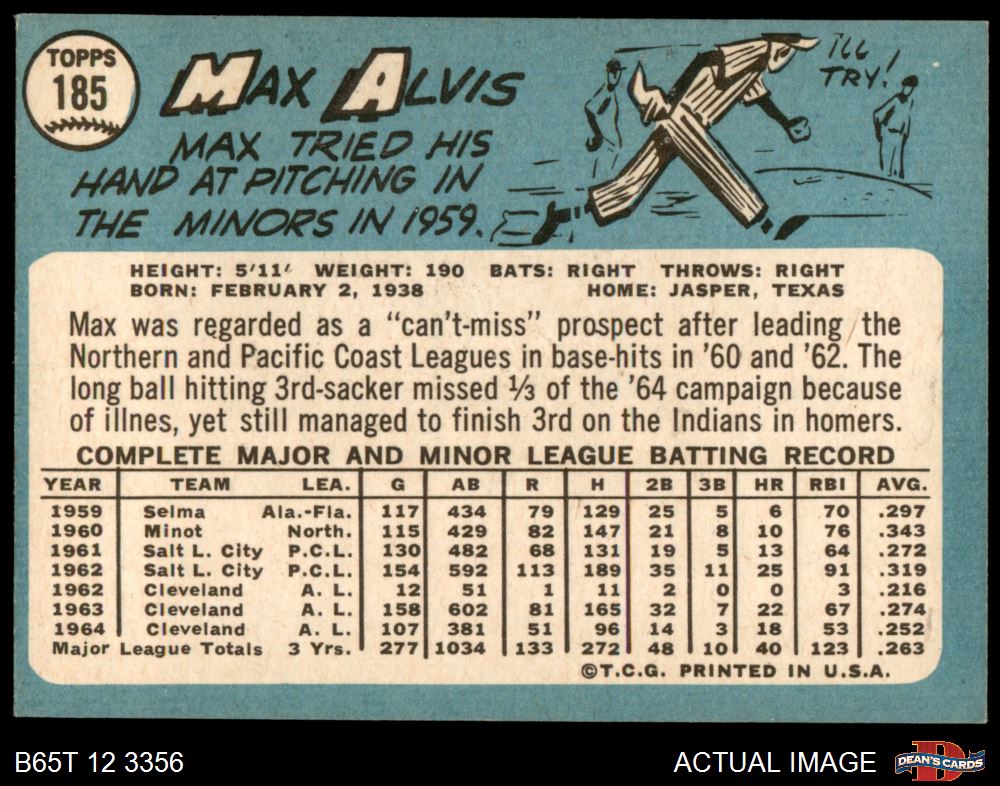 TOPPS
185
MAX ALVIS
I'LL
TRY!
MAX TRIED HIS
HAND AT PITCHING IN
THE MINORS IN 1959.
HEIGHT: 5'11' WEIGHT: 190 BATS: RIGHT THROWS: RIGHT
BORN: FEBRUARY 2, 1938 HOME: JASPER, TEXAS
Max was regarded as a “can't-miss” prospect after leading the
Northern and Pacific Coast Leagues in base-hits in '60 and '62. The
long ball hitting 3rd-sacker missed ⅓ of the '64 campaign because
of illnes, yet still managed to finish 3rd on the Indians in homers.
COMPLETE MAJOR AND MINOR LEAGUE BATTING RECORD
YEAR TEAM LEA. G AB R H 2B 3B HR RBI AVG.
1959 Selma Ala.-Fla. 117 434 79 129 25 5 6 70 .297
1960 Minot North. 115 429 82 147 21 8 10 76 .343
1961 Salt L. City P.C.L. 130 482 68 131 19 5 13 64 .272
1962 Salt L. City P.C.L. 154 592 113 189 35 11 25 91 .319
1962 Cleveland A. L. 12 51 1 11 2 0 0 3 .216
1963 Cleveland A. L. 158 602 81 165 32 7 22 67 .274
1964 Cleveland A. L. 107 381 51 96 14 3 18 53 .252
Major League Totals 3 Yrs. 277 1034 133 272 48 10 40 123 .263
©T.C.G. PRINTED IN U.S.A.
B65T 12 3356 ACTUAL IMAGE DEAN'S CARDS